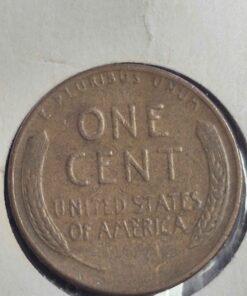 E PLURIBUS UNUM
ONE
CENT
UNITED STATES
OF AMERICA